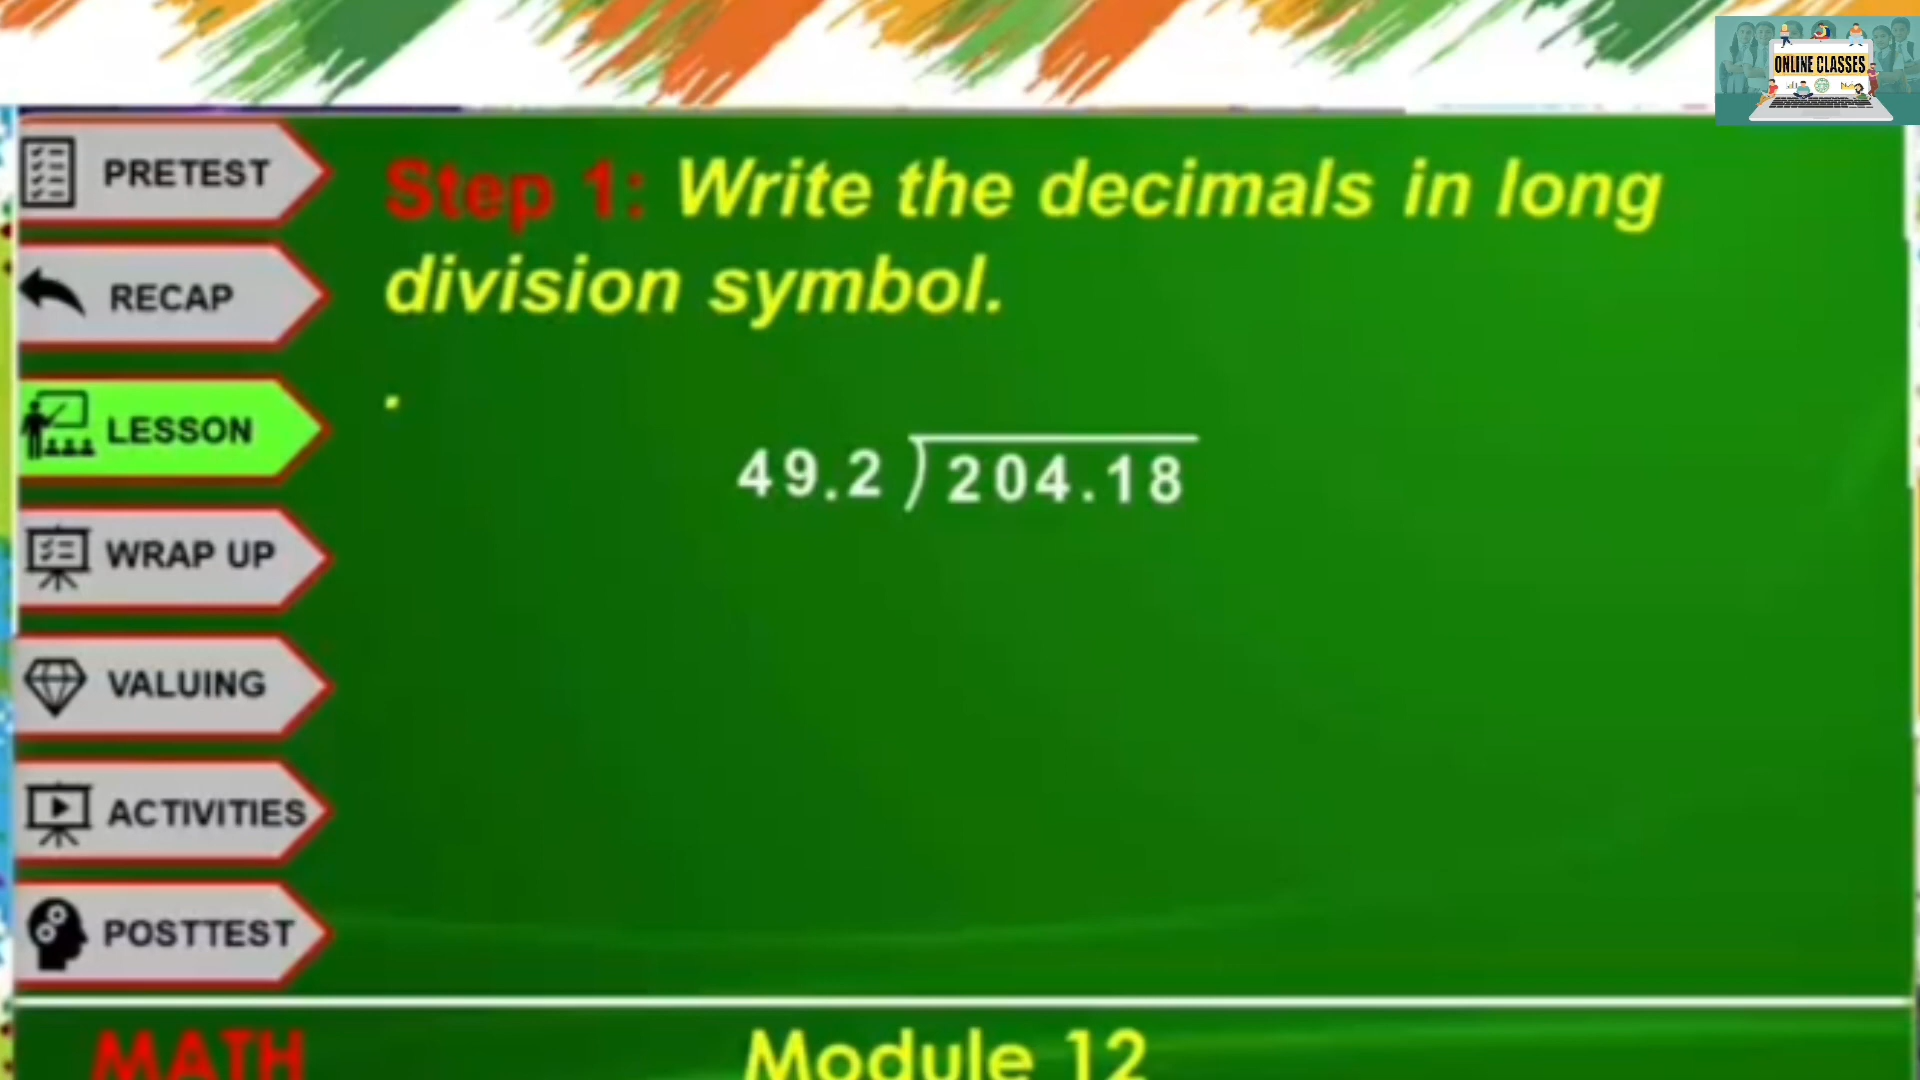 ONLINE CLASSES
PRETEST
RECAP
LESSON
WRAP UP
VALUING
ACTIVITIES
POSTTEST
Step 1: Write the decimals in long
division symbol.
.
49.2 ) 204.18
MATH
Module 12